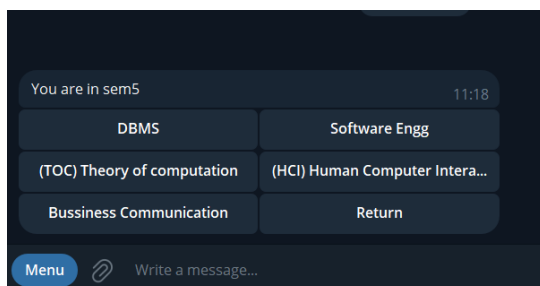 You are in sem5
11:18
DBMS
Software Engg
(TOC) Theory of computation
(HCI) Human Computer Intera...
Bussiness Communication
Return
Menu
Write a message...